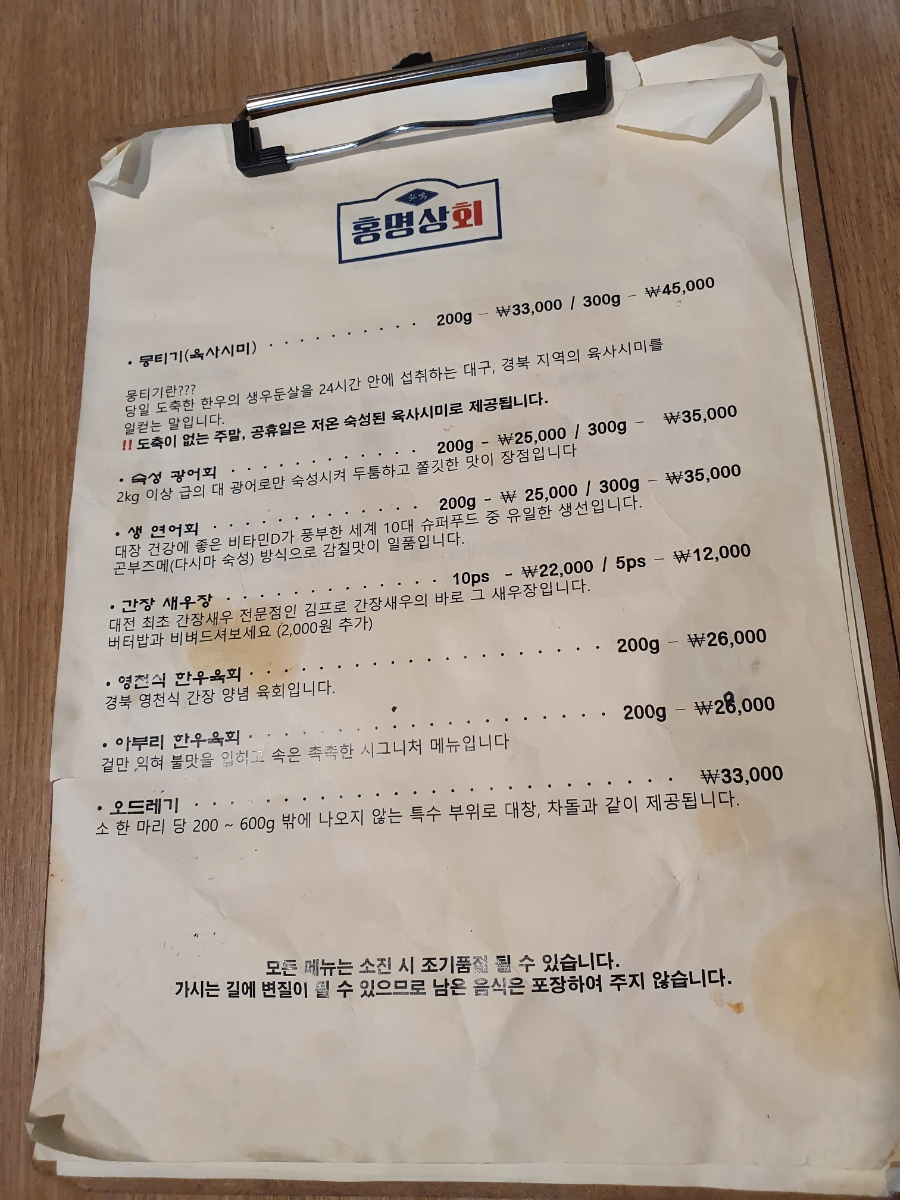 홍명상회
• 뭉티기(육사시미) · · · · · · · · · · 200g – ₩33,000 / 300g – ₩45,000
뭉티기란???
당일 도축한 한우의 생우둔살을 24시간 안에 섭취하는 대구, 경북 지역의 육사시미를
일컫는 말입니다.
‼ 도축이 없는 주말, 공휴일은 저온 숙성된 육사시미로 제공됩니다.
• 숙성 광어회 · · · · · · · · · · · · 200g - ₩25,000 / 300g – ₩35,000
2kg 이상 급의 대 광어로만 숙성시켜 두툼하고 쫄깃한 맛이 장점입니다
• 생 연어회 · · · · · · · · · · · · · 200g - ₩ 25,000 / 300g – ₩35,000
대장 건강에 좋은 비타민D가 풍부한 세계 10대 슈퍼푸드 중 유일한 생선입니다.
곤부즈메(다시마 숙성) 방식으로 감칠맛이 일품입니다.
• 간장 새우장 · · · · · · · · · · · · · 10ps - ₩22,000 / 5ps – ₩12,000
대전 최초 간장새우 전문점인 김프로 간장새우의 바로 그 새우장입니다.
버터밥과 비벼드셔보세요 (2,000원 추가)
• 영천식 한우육회 · · · · · · · · · · · · · · · · · · · · 200g – ₩26,000
경북 영천식 간장 양념 육회입니다.
• 아부리 한우육회 · · · · · · · · · · · · · · · · · · · · 200g – ₩28,000
겉만 익혀 불맛을 입히고 속은 촉촉한 시그니처 메뉴입니다
• 오드레기 · · · · · · · · · · · · · · · · · · · · · · · · · · ₩33,000
소 한 마리 당 200 ~ 600g 밖에 나오지 않는 특수 부위로 대창, 차돌과 같이 제공됩니다.
모든 메뉴는 소진 시 조기품절 될 수 있습니다.
가시는 길에 변질이 될 수 있으므로 남은 음식은 포장하여 주지 않습니다.